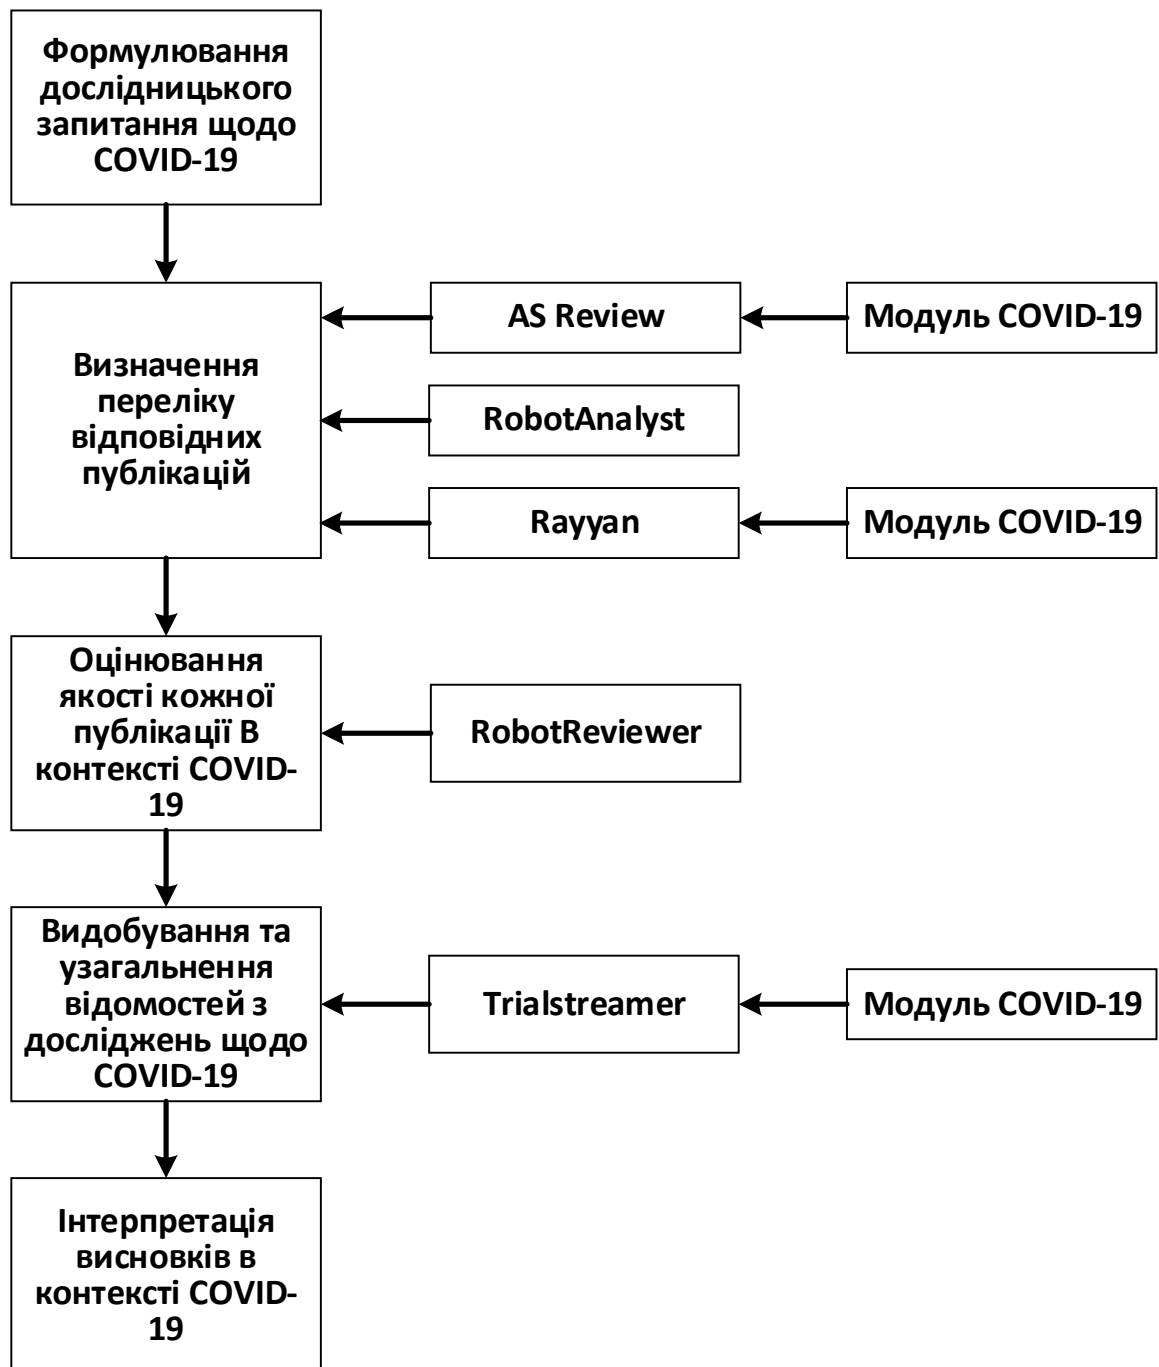 Формулювання
дослідницького
запитання щодо
COVID-19
Визначення
переліку
відповідних
публікацій
AS Review
Модуль COVID-19
RobotAnalyst
Rayyan
Модуль COVID-19
Оцінювання
якості кожної
публікації В
контексті COVID-
19
RobotReviewer
Видобування та
узагальнення
відомостей з
досліджень щодо
COVID-19
Trialstreamer
Модуль COVID-19
Інтерпретація
висновків в
контексті COVID-
19